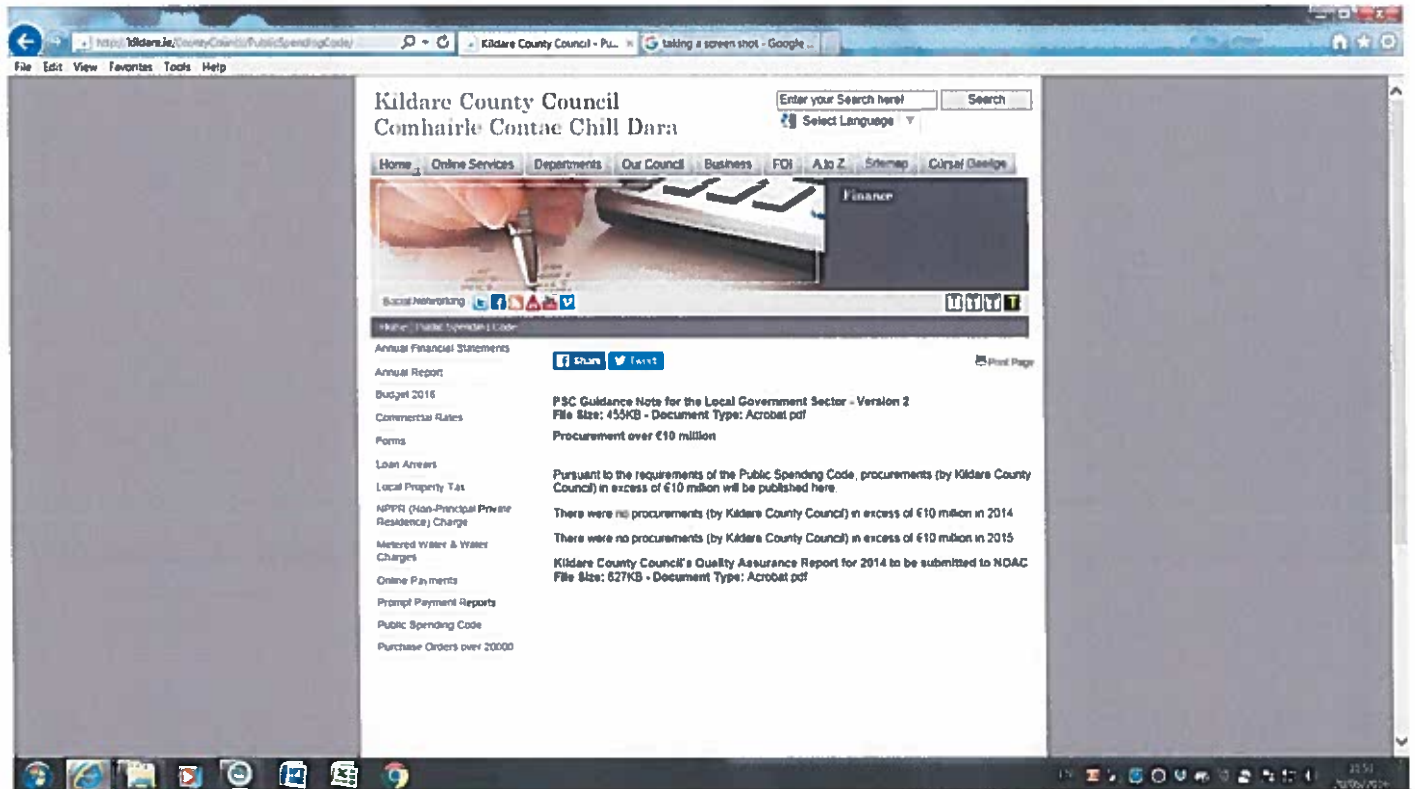 kildare.ie/CountyCouncil/PublicSpendingCode/
Kildare County Council - Pu...
taking a screen shot - Google ...
File Edit View Favorites Tools Help
Kildare County Council
Comhairle Contae Chill Dara
Enter your Search here!
Search
Select Language
Home Online Services Departments Our Council Business FOI A to Z Sitemap Cúrsaí Gaeilge
Finance
Social Networking
Home Public Spending Code
Annual Financial Statements
Annual Report
Budget 2016
Commercial Rates
Forms
Loan Arrears
Local Property Tax
NPPR (Non-Principal Private
Residence) Charge
Metered Water & Water
Charges
Online Payments
Prompt Payment Reports
Public Spending Code
Purchase Orders over 20000
Share
Tweet
Print Page
PSC Guidance Note for the Local Government Sector - Version 2
File Size: 455KB - Document Type: Acrobat pdf
Procurement over €10 million
Pursuant to the requirements of the Public Spending Code, procurements (by Kildare County
Council) in excess of €10 million will be published here.
There were no procurements (by Kildare County Council) in excess of €10 million in 2014
There were no procurements (by Kildare County Council) in excess of €10 million in 2015
Kildare County Council's Quality Assurance Report for 2014 to be submitted to NOAC
File Size: 627KB - Document Type: Acrobat pdf